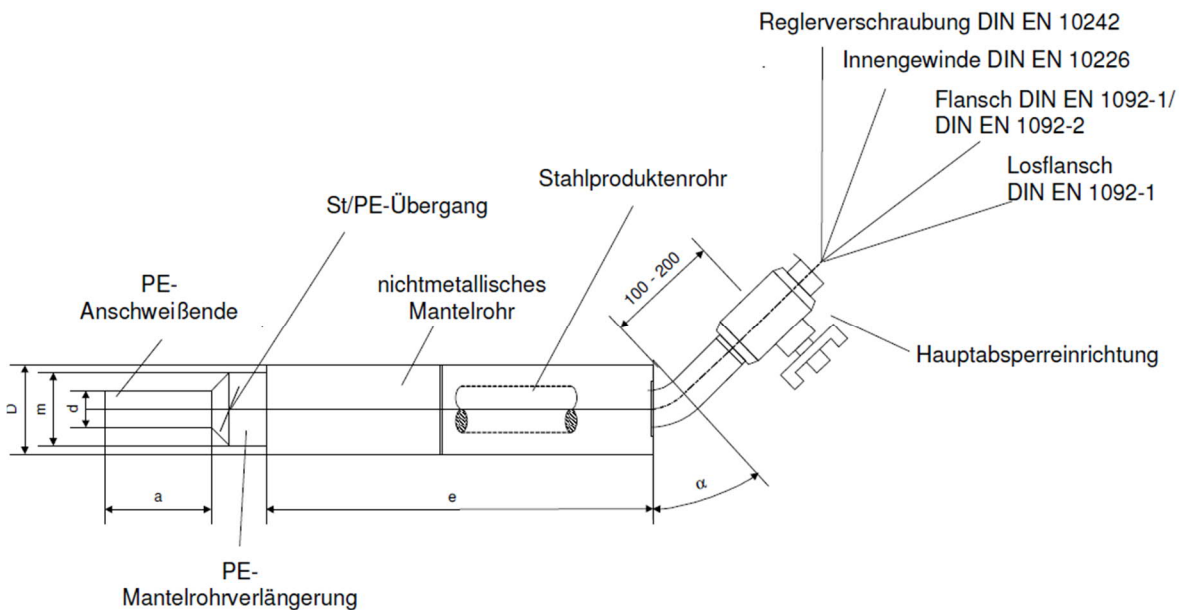 Reglerverschraubung DIN EN 10242
Innengewinde DIN EN 10226
Flansch DIN EN 1092-1/
DIN EN 1092-2
Losflansch
DIN EN 1092-1
Stahlproduktenrohr
St/PE-Übergang
PE-
Anschweißende
nichtmetallisches
Mantelrohr
100 - 200
Hauptabsperreinrichtung
D
m
d
a
e
α
PE-
Mantelrohrverlängerung